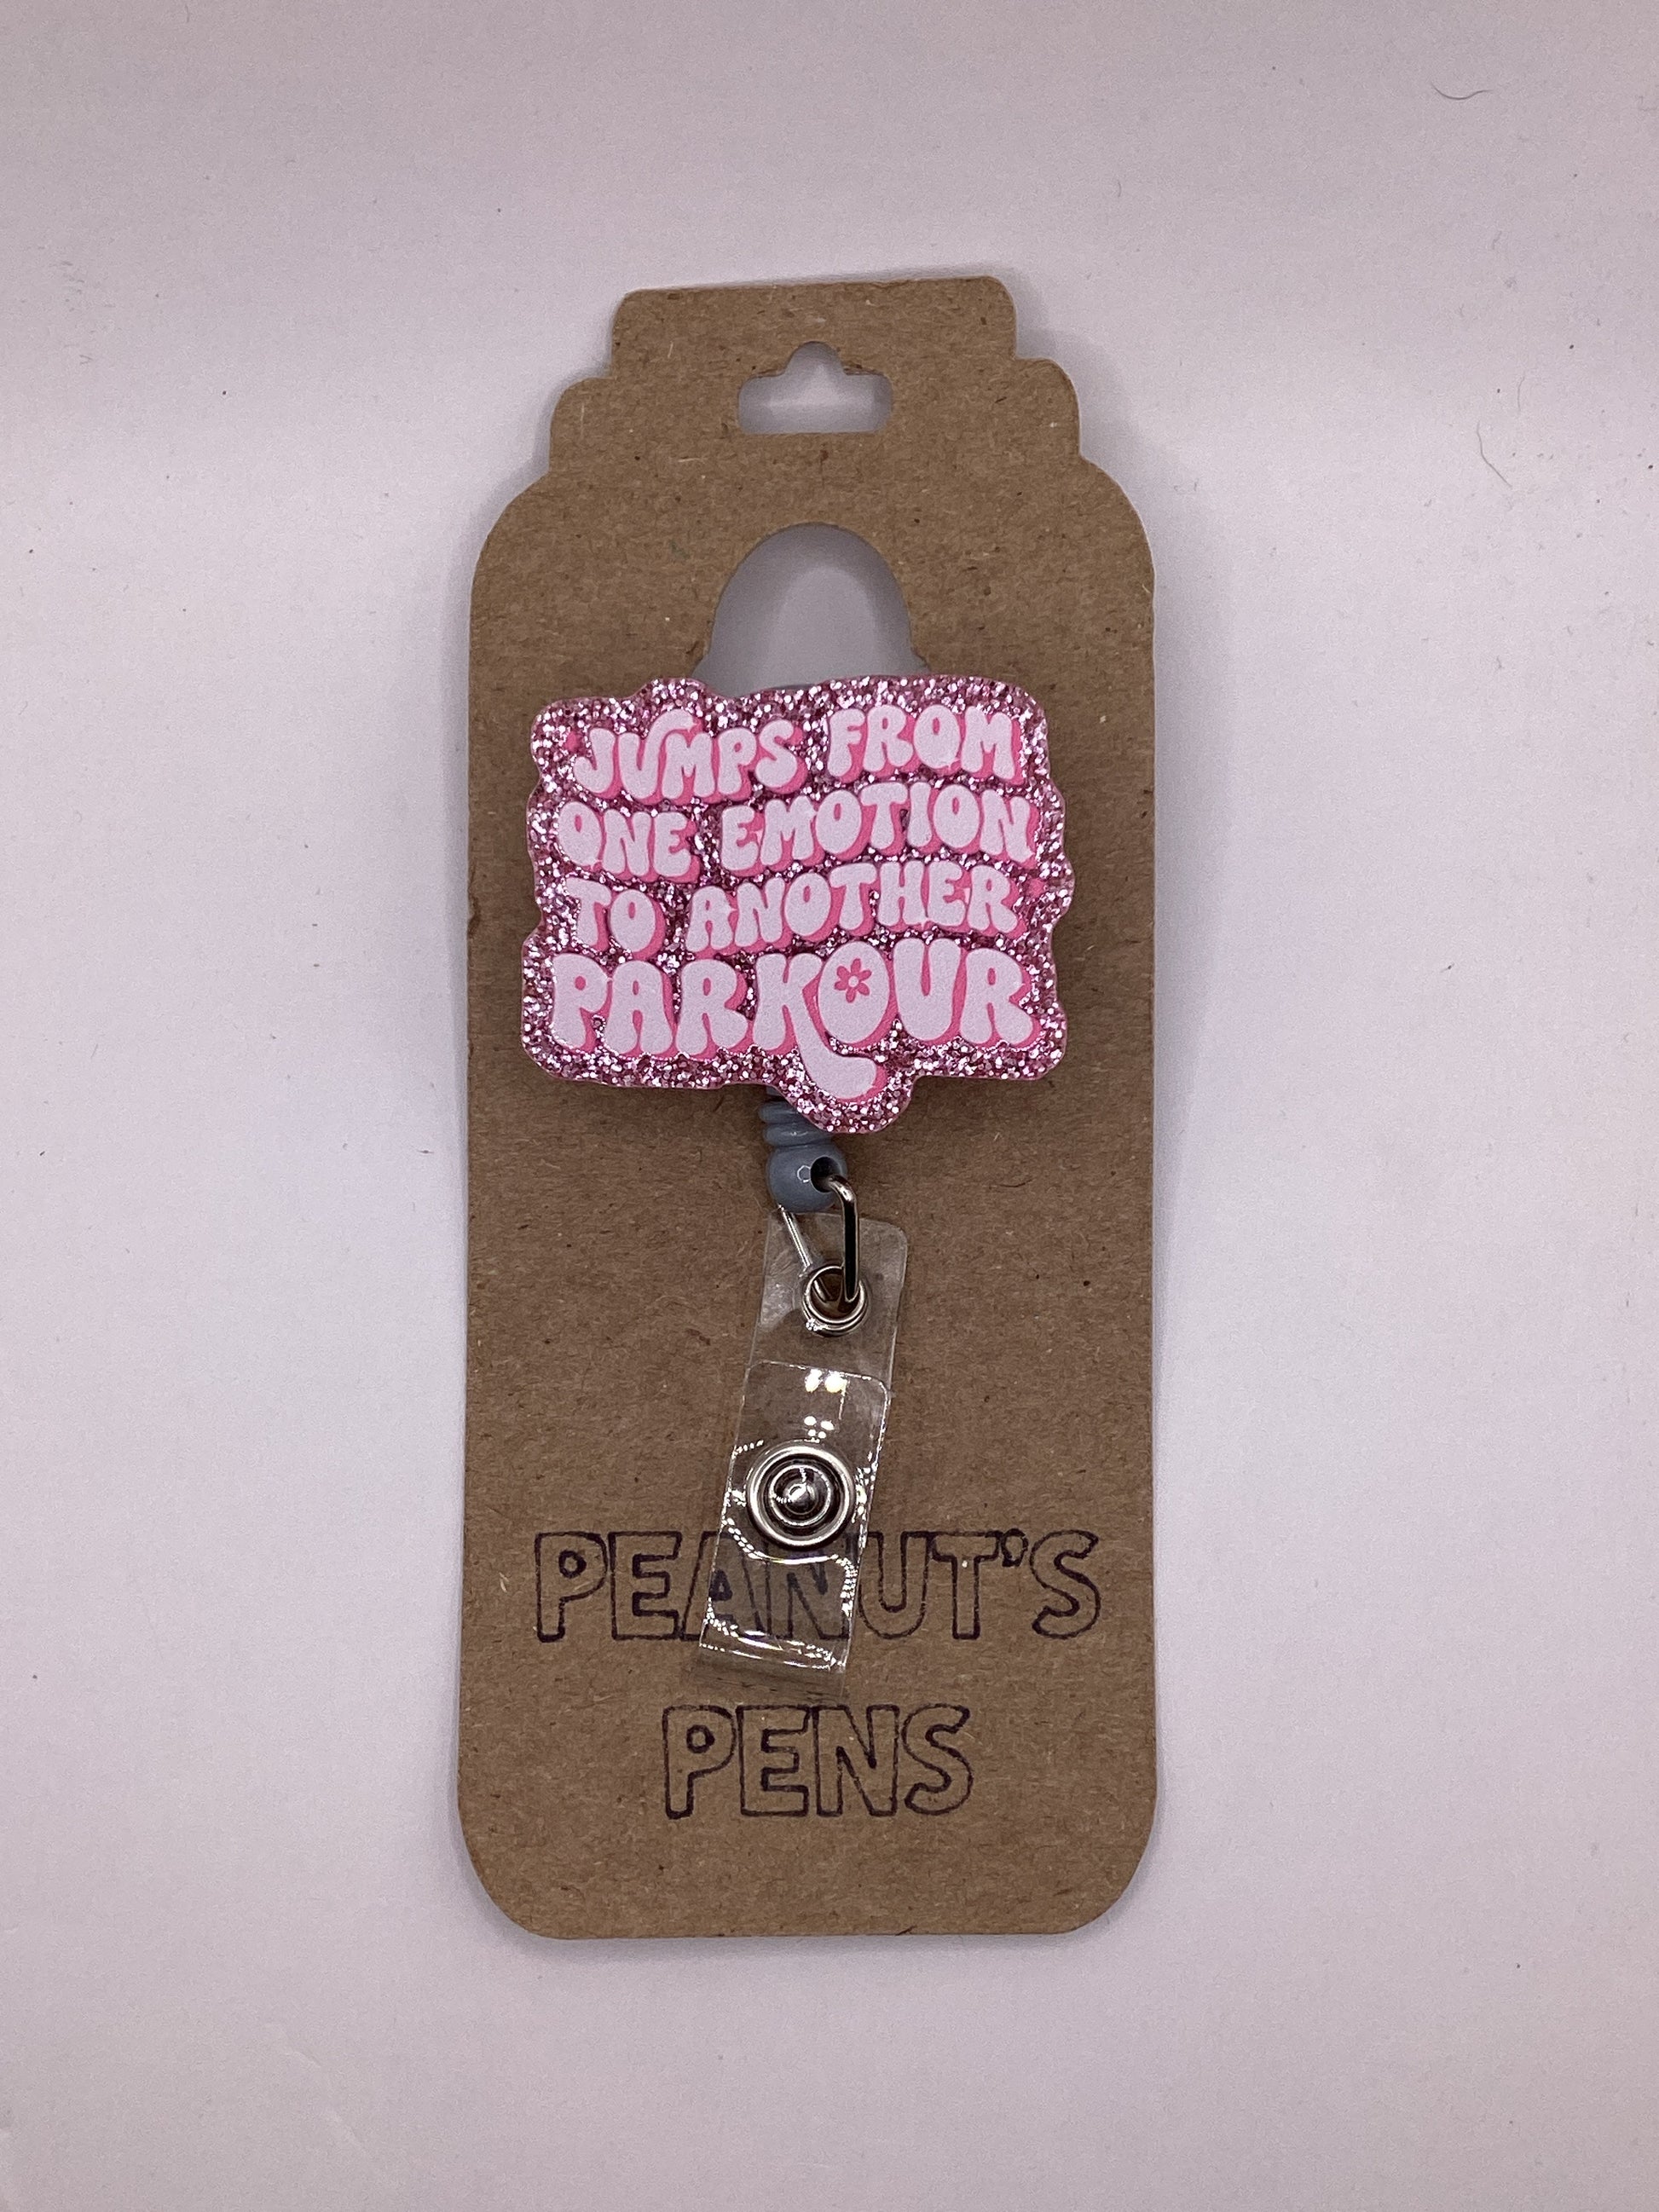 *JUMPS FROM
ONE EMOTION
TO ANOTHER*
PARKOUR
PEANUT'S
PENS